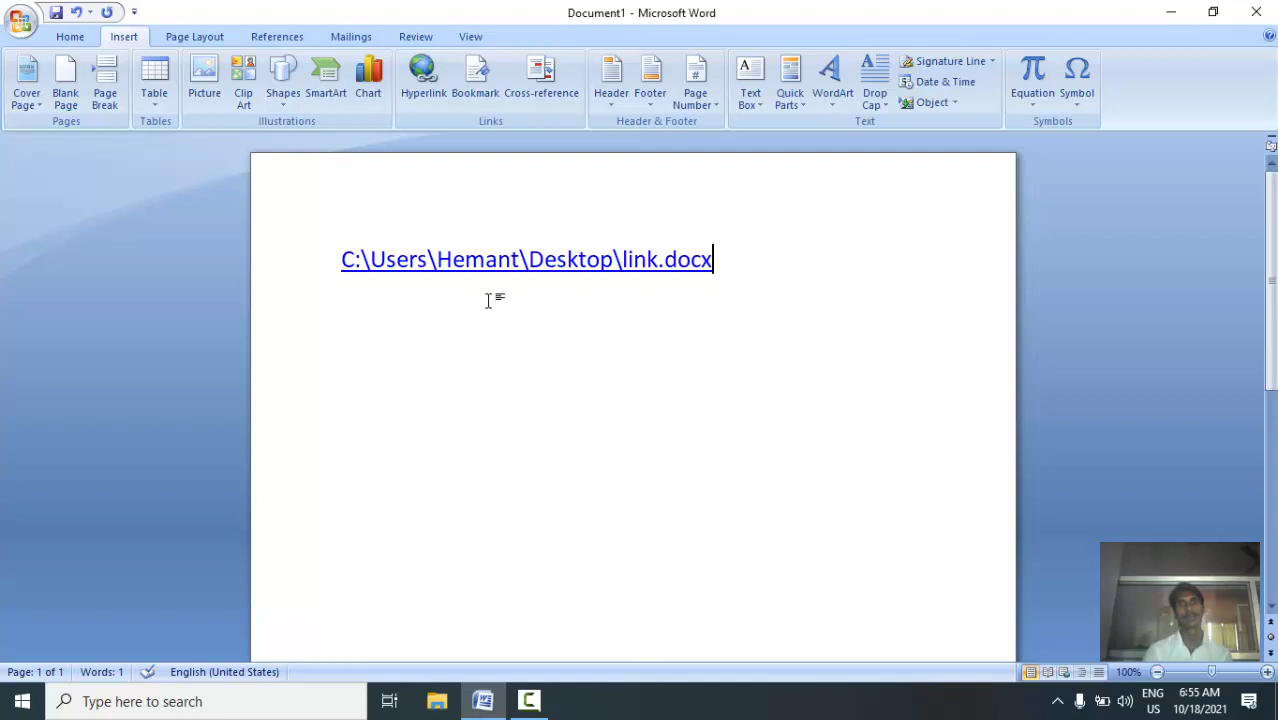 Document1 - Microsoft Word
Home Insert Page Layout References Mailings Review View
Cover Page
Blank Page
Page Break
Pages
Table
Tables
Picture
Clip Art
Shapes
SmartArt
Chart
Illustrations
Hyperlink
Bookmark
Cross-reference
Links
Header
Footer
Page Number
Header & Footer
Text Box
Quick Parts
WordArt
Drop Cap
Signature Line
Date & Time
Object
Text
Equation
Symbol
Symbols
C:\Users\Hemant\Desktop\link.docx
Page: 1 of 1 Words: 1 English (United States) 100%
Type here to search
ENG
US
6:55 AM
10/18/2021